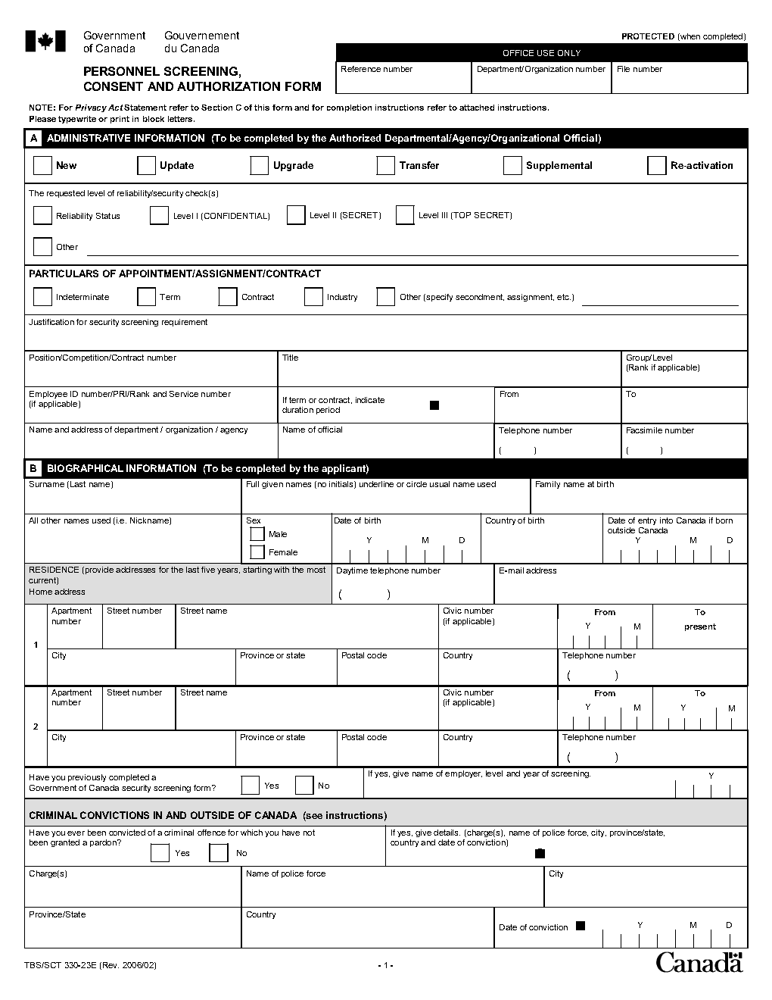 Government Gouvernement
of Canada du Canada
PROTECTED (when completed)
OFFICE USE ONLY
PERSONNEL SCREENING,
CONSENT AND AUTHORIZATION FORM
Reference number Department/Organization number File number
NOTE: For Privacy Act Statement refer to Section C of this form and for completion instructions refer to attached instructions.
Please typewrite or print in block letters.
A ADMINISTRATIVE INFORMATION (To be completed by the Authorized Departmental/Agency/Organizational Official)
New Update Upgrade Transfer Supplemental Re-activation
The requested level of reliability/security check(s)
Reliability Status Level I (CONFIDENTIAL) Level II (SECRET) Level III (TOP SECRET)
Other
PARTICULARS OF APPOINTMENT/ASSIGNMENT/CONTRACT
Indeterminate Term Contract Industry Other (specify secondment, assignment, etc.)
Justification for security screening requirement
Position/Competition/Contract number Title Group/Level
(Rank if applicable)
Employee ID number/PRI/Rank and Service number
(if applicable)
If term or contract, indicate
duration period
From To
Name and address of department / organization / agency Name of official Telephone number Facsimile number
( ) ( )
B BIOGRAPHICAL INFORMATION (To be completed by the applicant)
Surname (Last name) Full given names (no initials) underline or circle usual name used Family name at birth
All other names used (i.e. Nickname) Sex Date of birth Country of birth Date of entry into Canada if born
outside Canada
Male Y M D Y M D
Female
RESIDENCE (provide addresses for the last five years, starting with the most
current)
Home address
Daytime telephone number E-mail address
( )
Apartment
number
Street number Street name Civic number
(if applicable)
From To
Y M present
1
City Province or state Postal code Country Telephone number
( )
Apartment
number
Street number Street name Civic number
(if applicable)
From To
Y M Y M
2
City Province or state Postal code Country Telephone number
( )
Have you previously completed a
Government of Canada security screening form?
Yes No
If yes, give name of employer, level and year of screening.
Y
CRIMINAL CONVICTIONS IN AND OUTSIDE OF CANADA (see instructions)
Have you ever been convicted of a criminal offence for which you have not
been granted a pardon?
Yes No
If yes, give details. (charge(s), name of police force, city, province/state,
country and date of conviction)
Charge(s) Name of police force City
Province/State Country
Date of conviction Y M D
TBS/SCT 330-23E (Rev. 2006/02) - 1 - Canada